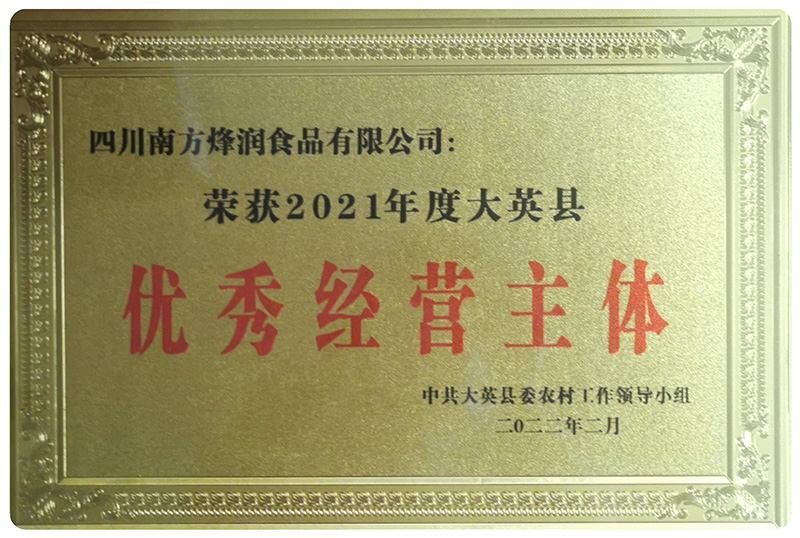 四川南方烽润食品有限公司：
荣获2021年度大英县
优秀经营主体
中共大英县委农村工作领导小组
二0二二年二月